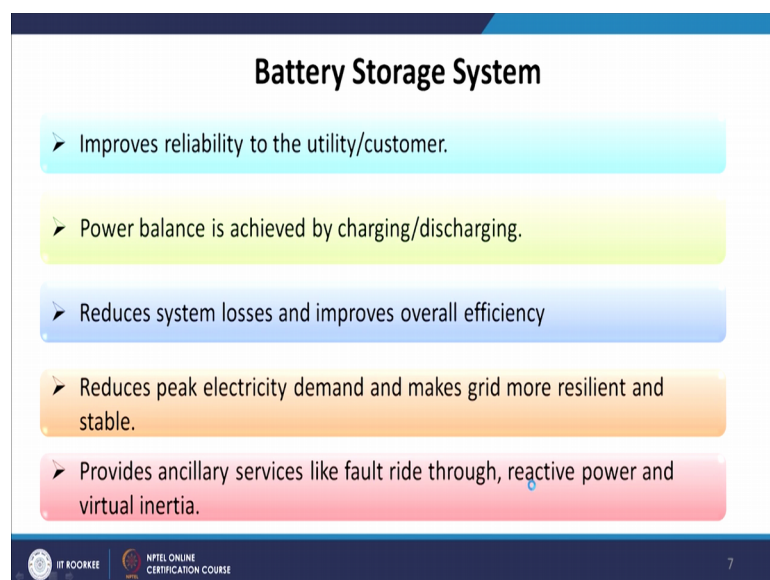 Battery Storage System
➢ Improves reliability to the utility/customer.
➢ Power balance is achieved by charging/discharging.
➢ Reduces system losses and improves overall efficiency
➢ Reduces peak electricity demand and makes grid more resilient and
stable.
➢ Provides ancillary services like fault ride through, reactive power and
virtual inertia.
IIT ROORKEE
NPTEL ONLINE
CERTIFICATION COURSE
7